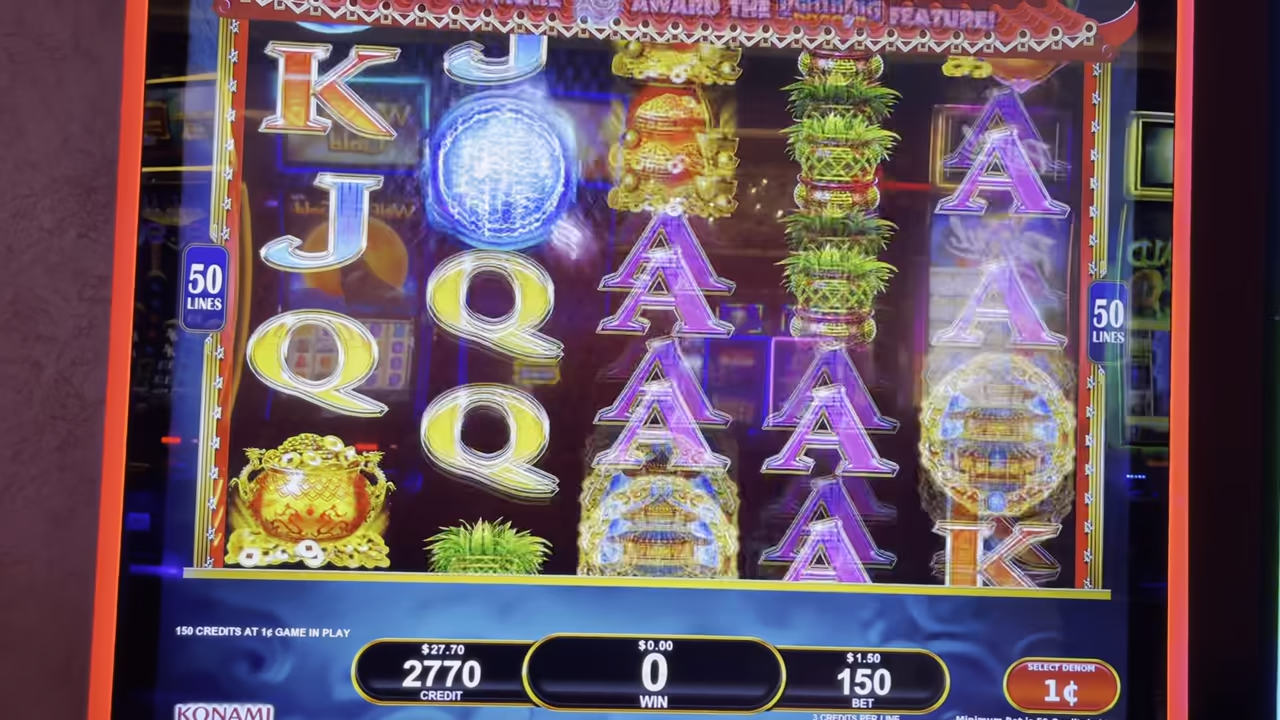 AWARD THE FEATURE!
K J A
J A
50 LINES
Q A 50 LINES
Q A A
Q A
A K
150 CREDITS AT 1¢ GAME IN PLAY
$27.70 $0.00 $1.50
2770 0 150
CREDIT WIN BET
SELECT DENOM
1¢
3 CREDITS PER LINE
KONAMI